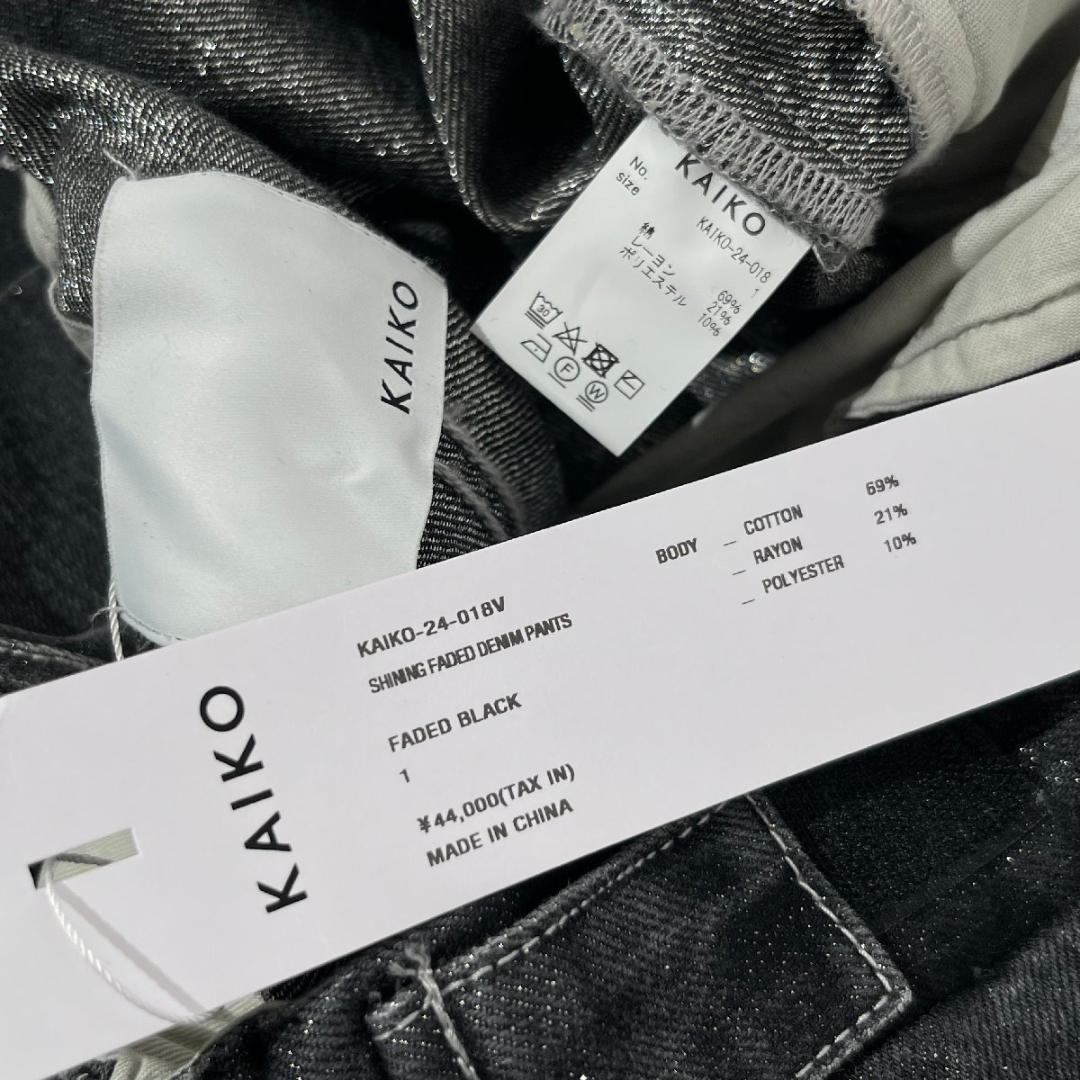 KAIKO
KAIKO
No. KAIKO-24-018
size 1
綿 69%
レーヨン 21%
ポリエステル 10%
30
F
W
KAIKO
KAIKO-24-018V
SHINING FADED DENIM PANTS
FADED BLACK
1
¥44,000(TAX IN)
MADE IN CHINA
BODY — COTTON 69%
— RAYON 21%
— POLYESTER 10%